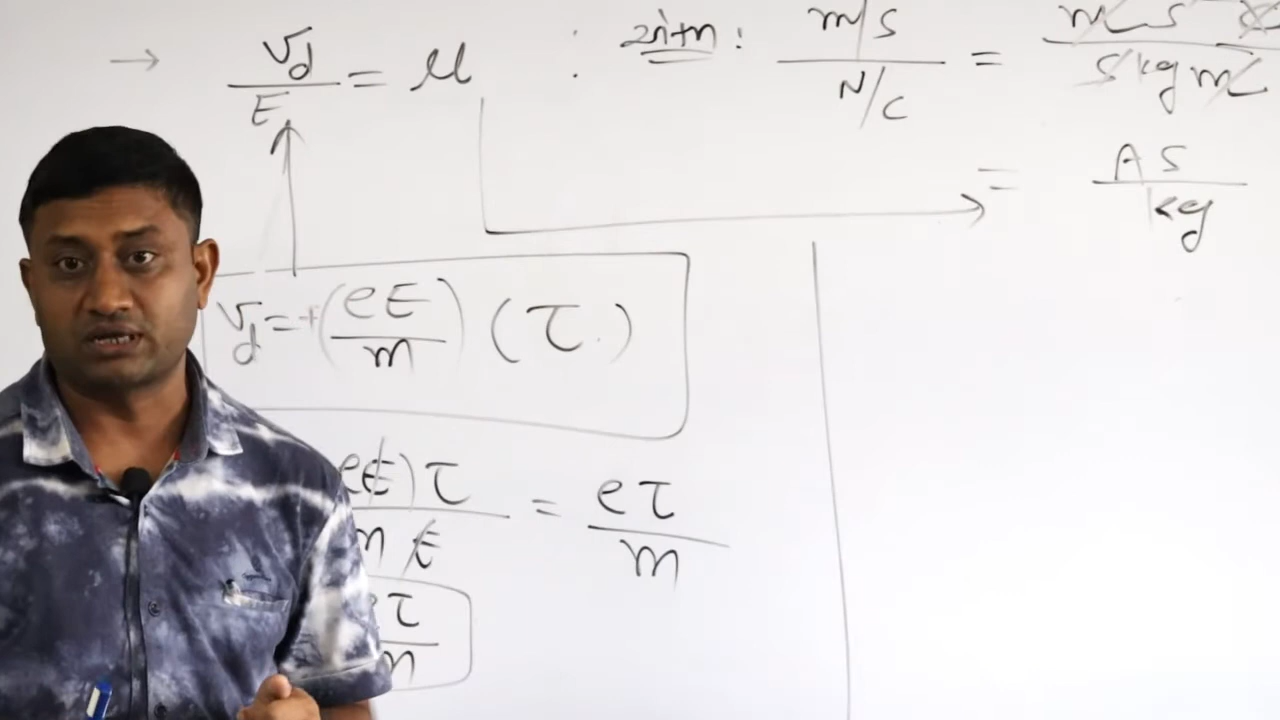 → v_d/E = μ : unit : (m/s)/(N/C) = m s / s kg m
= A s / kg
v_d = +(eE/m) (τ)
eE)τ / m E = eτ/m
τ/m